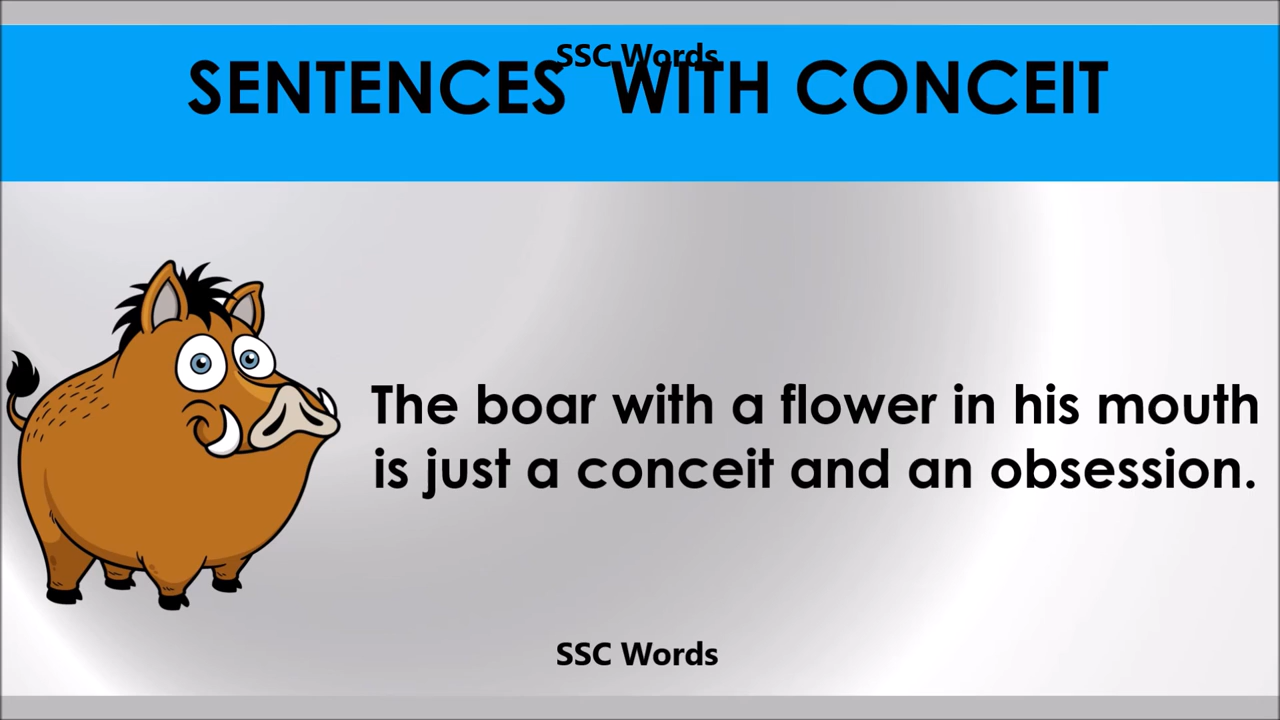 SSC Words
SENTENCES WITH CONCEIT
The boar with a flower in his mouth
is just a conceit and an obsession.
SSC Words